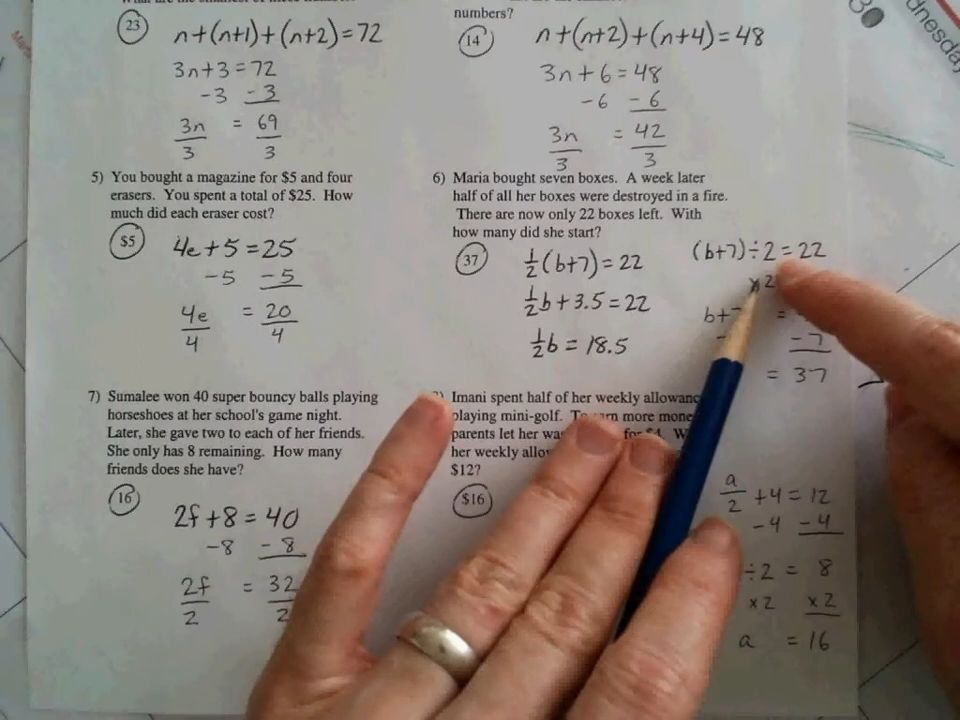 numbers?
23
n+(n+1)+(n+2)=72
3n+3=72
-3 -3
3n = 69
3 3
14
n+(n+2)+(n+4)=48
3n+6=48
-6 -6
3n = 42
3 3
5) You bought a magazine for $5 and four
erasers. You spent a total of $25. How
much did each eraser cost?
$5
4e+5=25
-5 -5
4e = 20
4 4
6) Maria bought seven boxes. A week later
half of all her boxes were destroyed in a fire.
There are now only 22 boxes left. With
how many did she start?
37
½(b+7)=22
½b+3.5=22
½b=18.5
(b+7)÷2=22
×2
b+7 =
-7
= 37
7) Sumalee won 40 super bouncy balls playing
horseshoes at her school's game night.
Later, she gave two to each of her friends.
She only has 8 remaining. How many
friends does she have?
16
2f+8=40
-8 -8
2f = 32
2 2
Imani spent half of her weekly
playing mini-golf. more
parents let her
her weekly
$12?
$16
a
2 +4=12
-4 -4
÷2 = 8
×2 ×2
a = 16